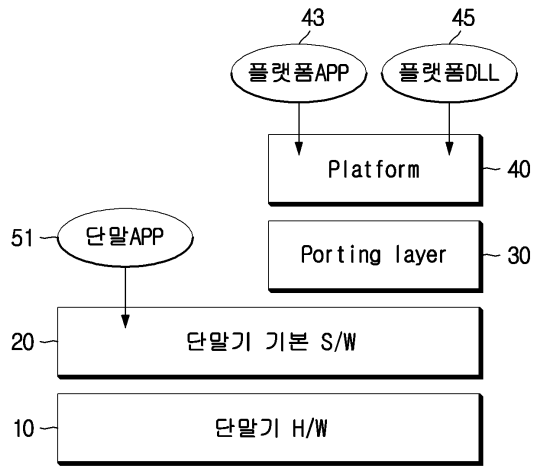 43
45
플랫폼APP
플랫폼DLL
Platform
40
51
단말APP
Porting layer
30
20
단말기 기본 S/W
10
단말기 H/W